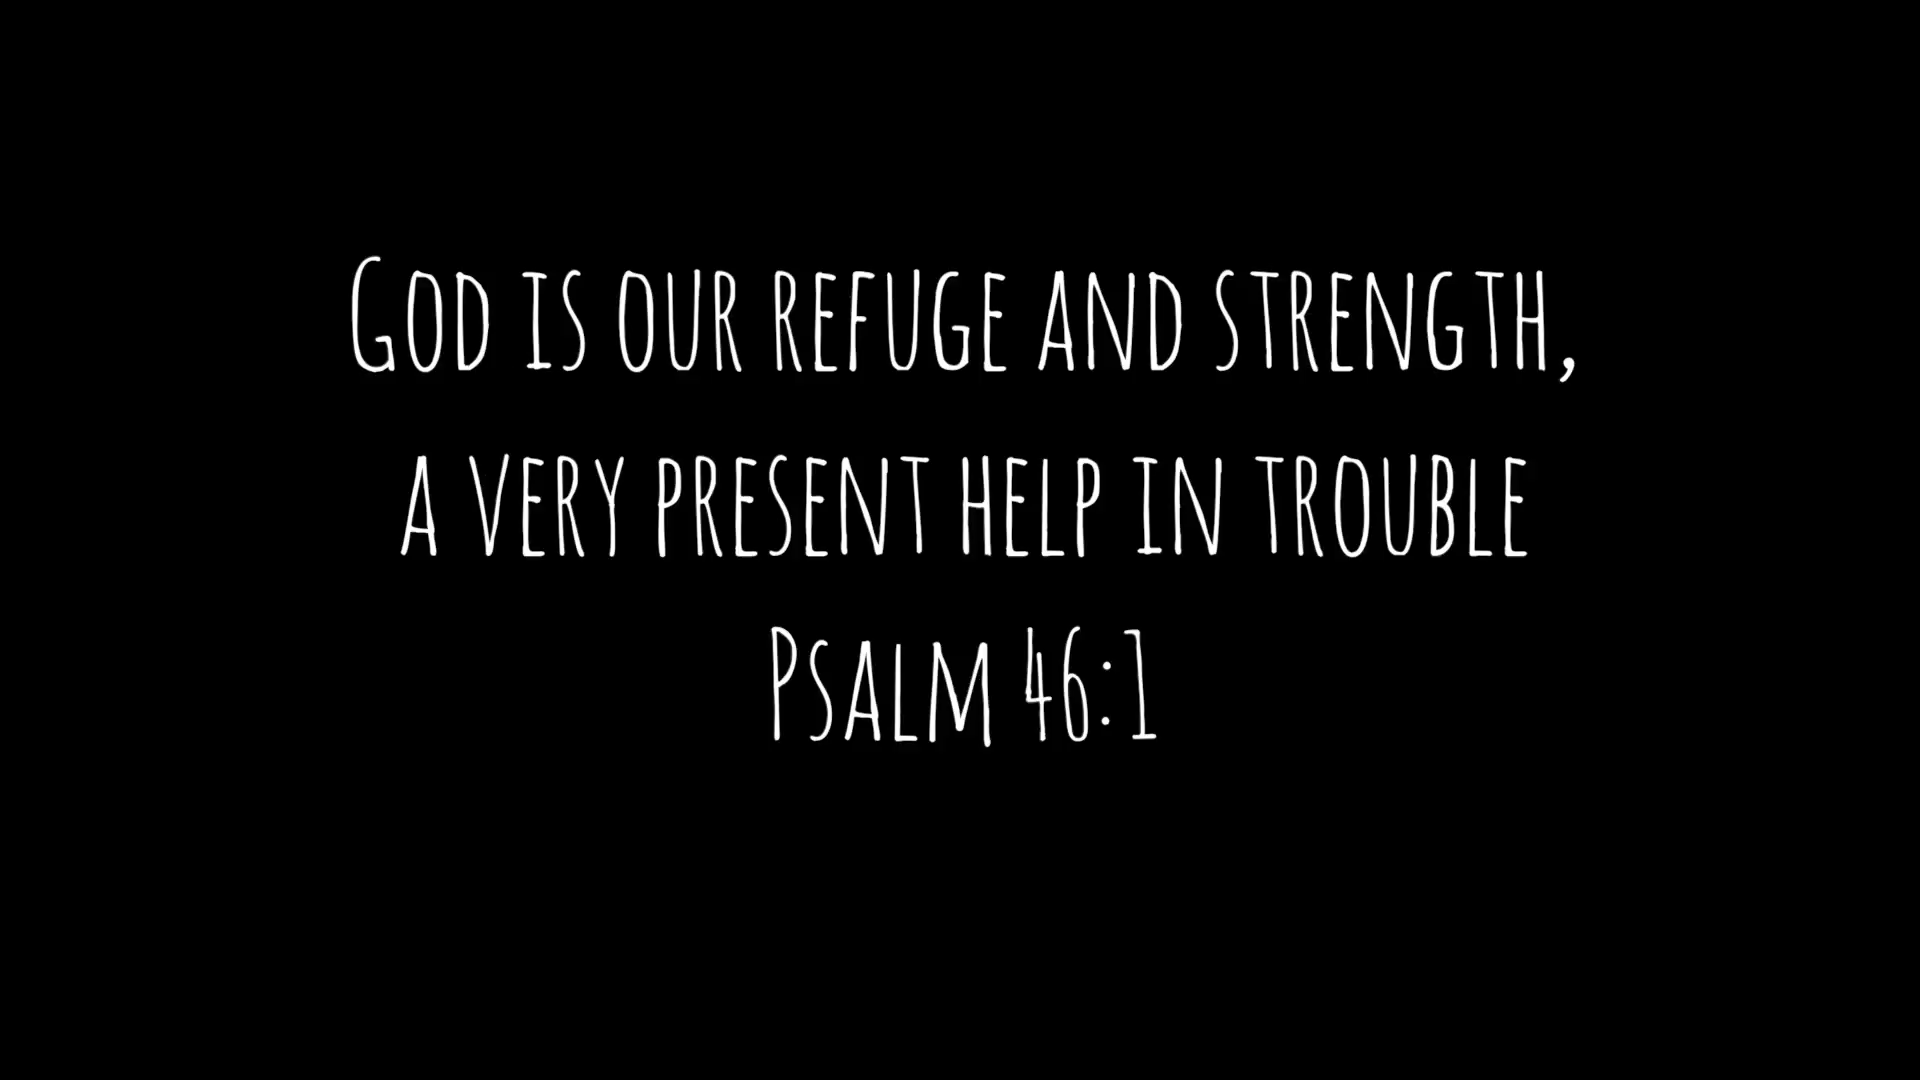 God is our refuge and strength,
a very present help in trouble
Psalm 46:1